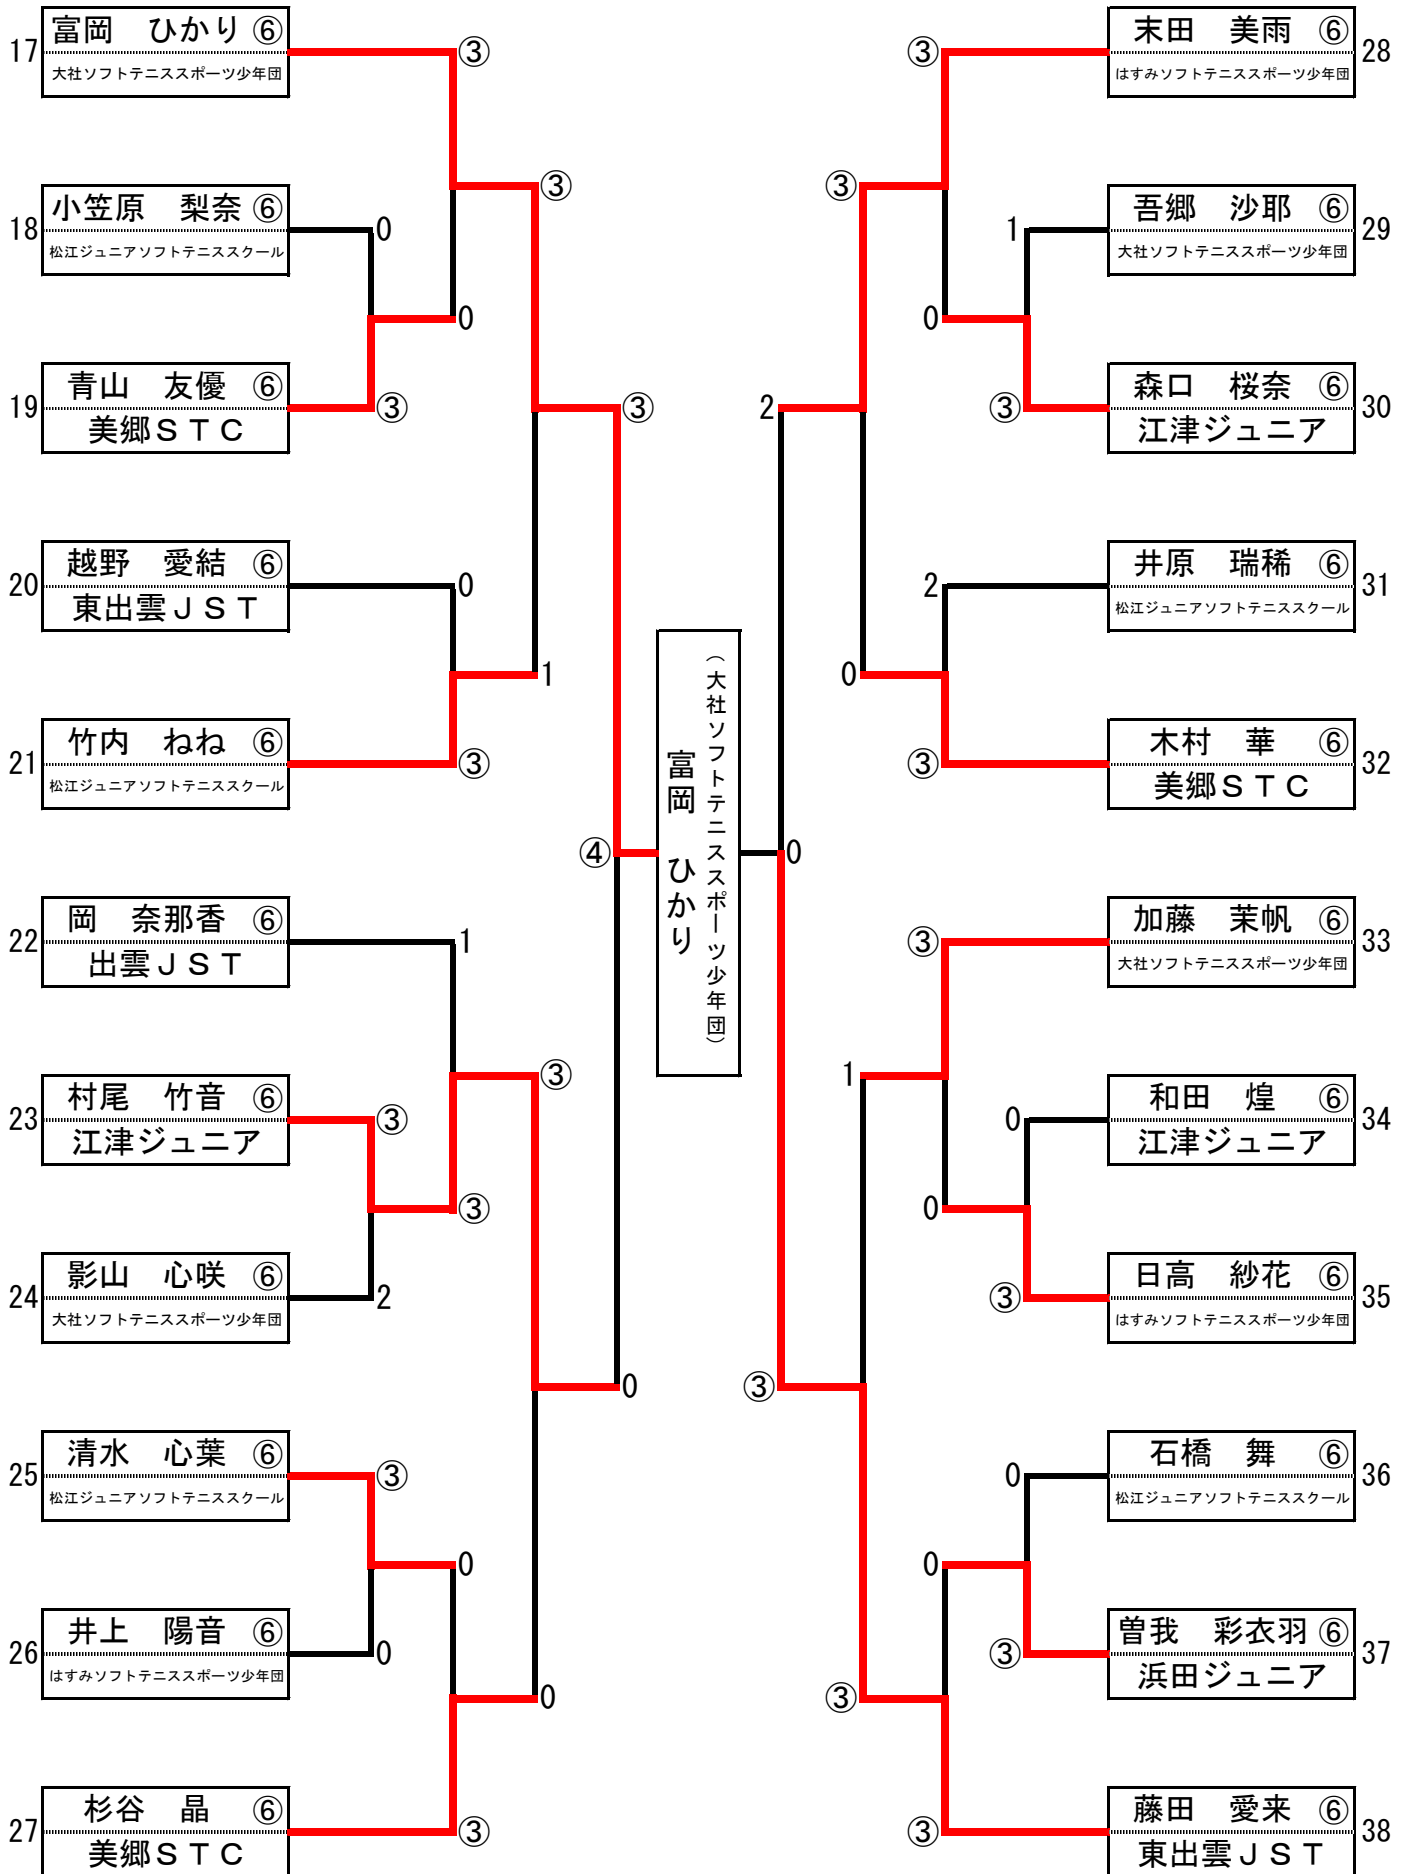 17
富岡　ひかり ⑥
大社ソフトテニススポーツ少年団
③
③
18
小笠原　梨奈 ⑥
松江ジュニアソフトテニススクール
0
0
19
青山　友優 ⑥
美郷ＳＴＣ
③
③
20
越野　愛結 ⑥
東出雲ＪＳＴ
0
1
21
竹内　ねね ⑥
松江ジュニアソフトテニススクール
③
④
22
岡　奈那香 ⑥
出雲ＪＳＴ
1
③
23
村尾　竹音 ⑥
江津ジュニア
③
③
24
影山　心咲 ⑥
大社ソフトテニススポーツ少年団
2
0
25
清水　心葉 ⑥
松江ジュニアソフトテニススクール
③
0
26
井上　陽音 ⑥
はすみソフトテニススポーツ少年団
0
0
27
杉谷　晶 ⑥
美郷ＳＴＣ
③
（大社ソフトテニススポーツ少年団）
富岡　ひかり
③
末田　美雨 ⑥
はすみソフトテニススポーツ少年団
28
③
1
吾郷　沙耶 ⑥
大社ソフトテニススポーツ少年団
29
0
2
③
森口　桜奈 ⑥
江津ジュニア
30
2
井原　瑞稀 ⑥
松江ジュニアソフトテニススクール
31
0
③
木村　華 ⑥
美郷ＳＴＣ
32
0
③
加藤　茉帆 ⑥
大社ソフトテニススポーツ少年団
33
1
0
和田　煌 ⑥
江津ジュニア
34
0
③
日高　紗花 ⑥
はすみソフトテニススポーツ少年団
35
③
0
石橋　舞 ⑥
松江ジュニアソフトテニススクール
36
0
③
曽我　彩衣羽 ⑥
浜田ジュニア
37
③
③
藤田　愛来 ⑥
東出雲ＪＳＴ
38